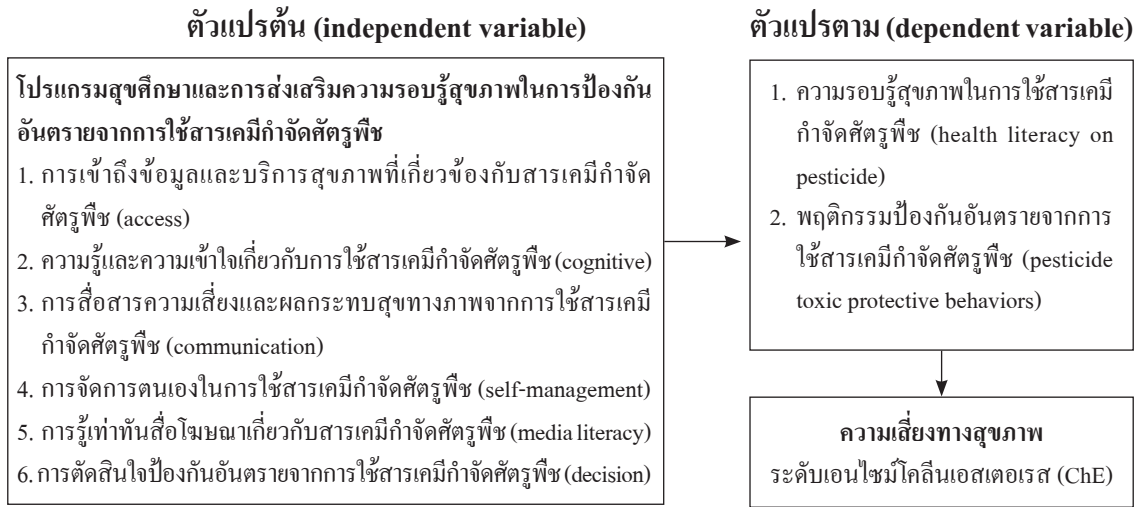 ตัวแปรต้น (independent variable)
โปรแกรมสุขศึกษาและการส่งเสริมความรอบรู้สุขภาพในการป้องกัน
อันตรายจากการใช้สารเคมีกำจัดศัตรูพืช
1. การเข้าถึงข้อมูลและบริการสุขภาพที่เกี่ยวข้องกับสารเคมีกำจัด
ศัตรูพืช (access)
2. ความรู้และความเข้าใจเกี่ยวกับการใช้สารเคมีกำจัดศัตรูพืช (cognitive)
3. การสื่อสารความเสี่ยงและผลกระทบสุขทางภาพจากการใช้สารเคมี
กำจัดศัตรูพืช (communication)
4. การจัดการตนเองในการใช้สารเคมีกำจัดศัตรูพืช (self-management)
5. การรู้เท่าทันสื่อโฆษณาเกี่ยวกับสารเคมีกำจัดศัตรูพืช (media literacy)
6. การตัดสินใจป้องกันอันตรายจากการใช้สารเคมีกำจัดศัตรูพืช (decision)
ตัวแปรตาม (dependent variable)
1. ความรอบรู้สุขภาพในการใช้สารเคมี
กำจัดศัตรูพืช (health literacy on
pesticide)
2. พฤติกรรมป้องกันอันตรายจากการ
ใช้สารเคมีกำจัดศัตรูพืช (pesticide
toxic protective behaviors)
ความเสี่ยงทางสุขภาพ
ระดับเอนไซม์โคลีนเอสเตอเรส (ChE)